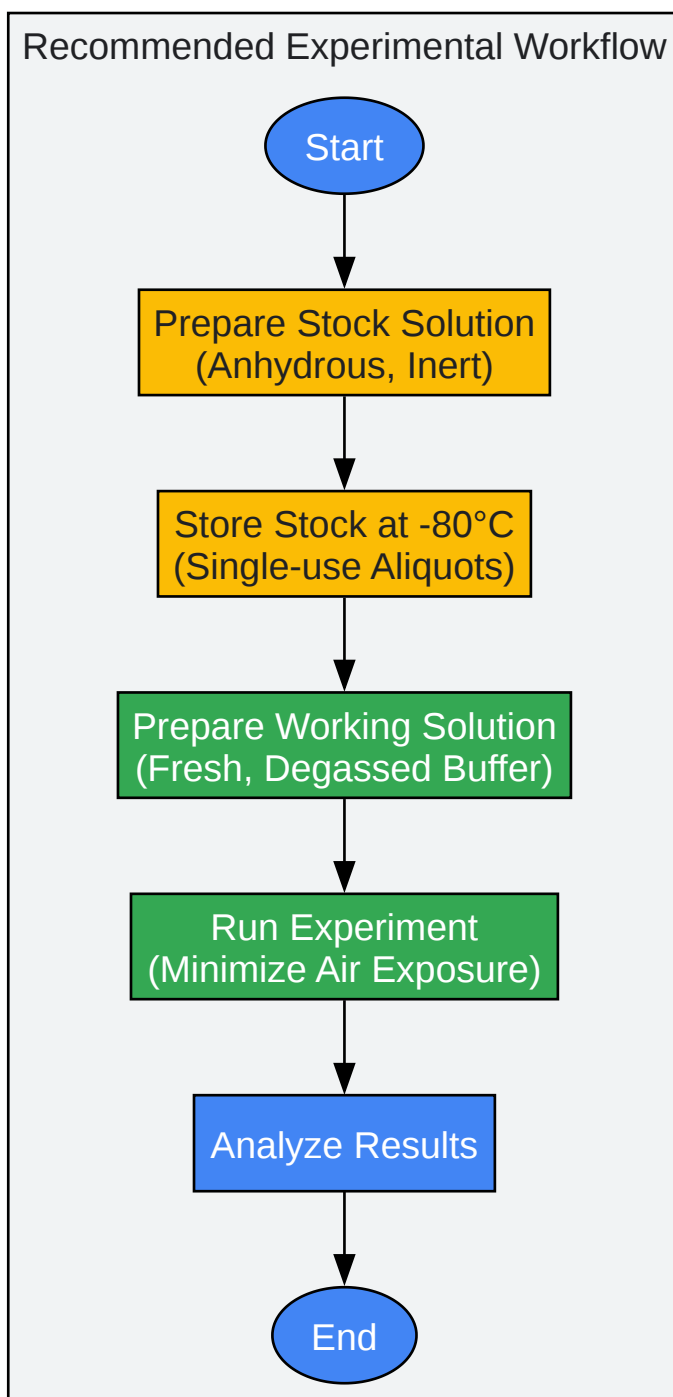 Recommended Experimental Workflow
Start
Prepare Stock Solution
(Anhydrous, Inert)
Store Stock at -80°C
(Single-use Aliquots)
Prepare Working Solution
(Fresh, Degassed Buffer)
Run Experiment
(Minimize Air Exposure)
Analyze Results
End